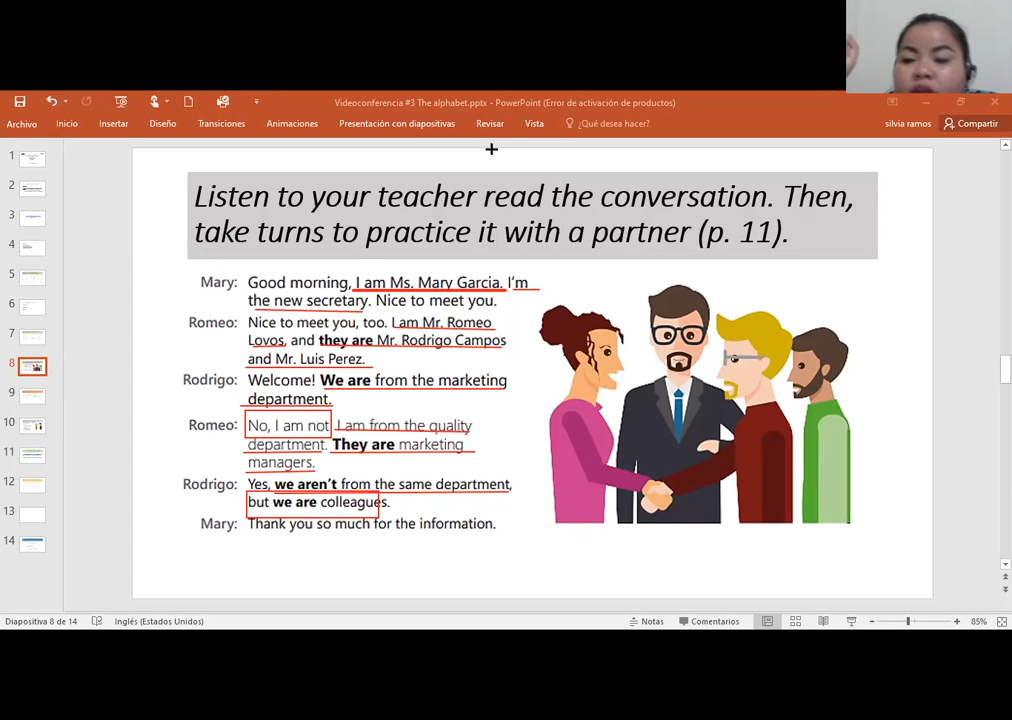 Videoconferencia #3 The alphabet.pptx - PowerPoint (Error de activación de productos)
Archivo Inicio Insertar Diseño Transiciones Animaciones Presentación con diapositivas Revisar Vista ¿Qué desea hacer? silvia ramos Compartir
1
2
3
4
5
6
7
8
9
10
11
12
13
14
Listen to your teacher read the conversation. Then,
take turns to practice it with a partner (p. 11).
Mary: Good morning, I am Ms. Mary Garcia. I'm
the new secretary. Nice to meet you.
Romeo: Nice to meet you, too. I am Mr. Romeo
Lovos, and they are Mr. Rodrigo Campos
and Mr. Luis Perez.
Rodrigo: Welcome! We are from the marketing
department.
Romeo: No, I am not. I am from the quality
department. They are marketing
managers.
Rodrigo: Yes, we aren't from the same department,
but we are colleagues.
Mary: Thank you so much for the information.
Diapositiva 8 de 14 Inglés (Estados Unidos) Notas Comentarios 85%